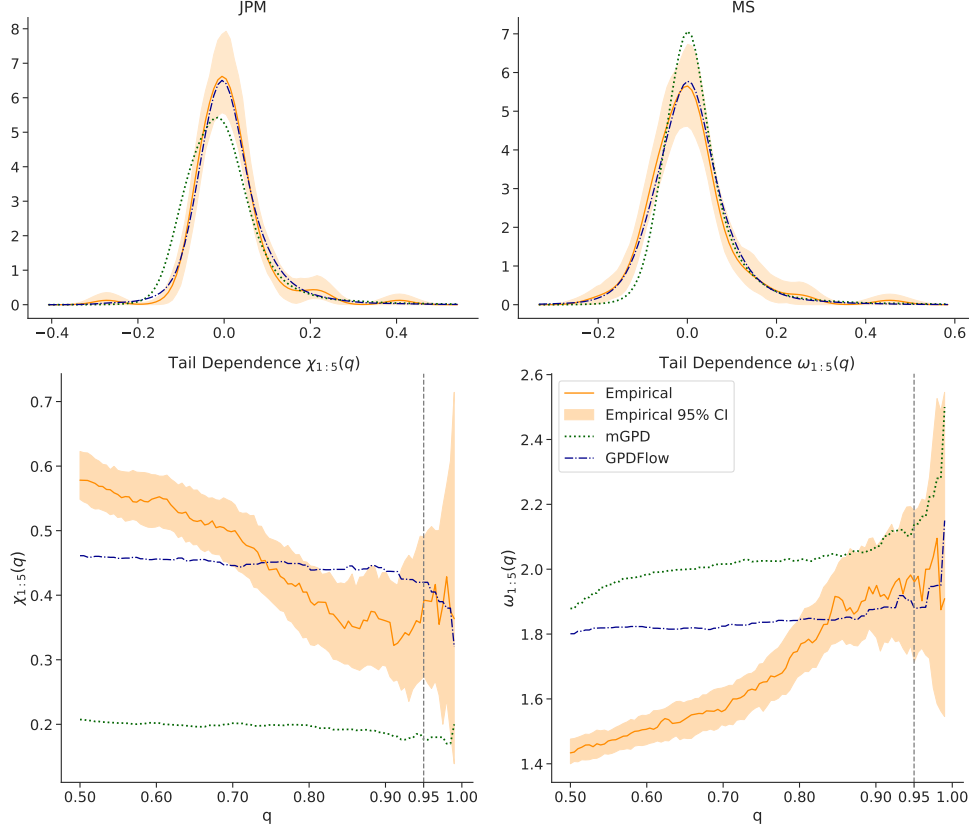 JPM
8
7
6
5
4
3
2
1
0
−0.4 −0.2 0.0 0.2 0.4
MS
7
6
5
4
3
2
1
0
−0.2 0.0 0.2 0.4 0.6
Tail Dependence χ₁:₅(q)
χ₁:₅(q)
0.7
0.6
0.5
0.4
0.3
0.2
0.50 0.60 0.70 0.80 0.90 0.95 1.00
q
Tail Dependence ω₁:₅(q)
ω₁:₅(q)
2.6
2.4
2.2
2.0
1.8
1.6
1.4
Empirical
Empirical 95% CI
mGPD
GPDFlow
0.50 0.60 0.70 0.80 0.90 0.95 1.00
q